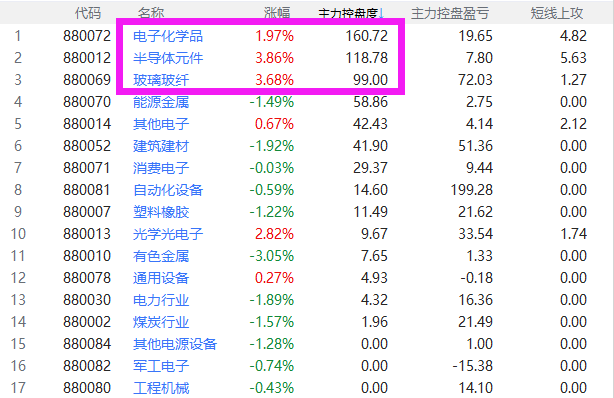 代码 名称 涨幅 主力控盘度↓ 主力控盘盈亏 短线上攻
1 880072 电子化学品 1.97% 160.72 19.65 4.82
2 880012 半导体元件 3.86% 118.78 7.80 5.63
3 880069 玻璃玻纤 3.68% 99.00 72.03 1.27
4 880070 能源金属 -1.49% 58.86 2.75 0.00
5 880014 其他电子 0.67% 42.43 4.14 2.12
6 880052 建筑建材 -1.92% 41.90 51.36 0.00
7 880071 消费电子 -0.03% 29.37 9.44 0.00
8 880081 自动化设备 -0.59% 14.60 199.28 0.00
9 880007 塑料橡胶 -1.22% 11.49 21.62 0.00
10 880013 光学光电子 2.82% 9.67 33.54 1.74
11 880010 有色金属 -3.05% 7.65 1.33 0.00
12 880078 通用设备 0.27% 4.93 -0.18 0.00
13 880030 电力行业 -1.89% 4.32 16.36 0.00
14 880002 煤炭行业 -1.57% 1.96 21.49 0.00
15 880084 其他电源设备 -1.28% 0.00 1.00 0.00
16 880082 军工电子 -0.74% 0.00 -15.38 0.00
17 880080 工程机械 -0.43% 0.00 14.10 0.00